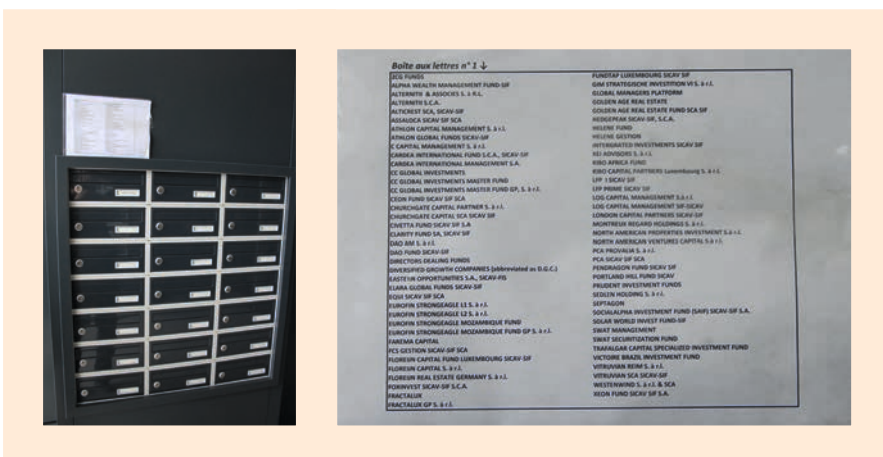 Boîte aux lettres n° 1 ↓
JCG FUNDS
ALPHA WEALTH MANAGEMENT FUND-SIF
ALTERNITII & ASSOCIES S. à R.L.
ALTERNITII S.C.A.
ALTICREST SCA, SICAV-SIF
ASSALOCA SICAV SIF SCA
ATHLON CAPITAL MANAGEMENT S. à r.l.
ATHLON GLOBAL FUNDS SICAV-SIF
C CAPITAL MANAGEMENT S. à r.l.
CARDEA INTERNATIONAL FUND S.C.A., SICAV-SIF
CARDEA INTERNATIONAL MANAGEMENT S.A.
CC GLOBAL INVESTMENTS
CC GLOBAL INVESTMENTS MASTER FUND
CC GLOBAL INVESTMENTS MASTER FUND GP, S. à r.l.
CEON FUND SICAV SIF SCA
CHURCHGATE CAPITAL PARTNER S. à r.l.
CHURCHGATE CAPITAL SCA SICAV SIF
CIVETTA FUND SICAV SIF S.A
CLARITY FUND SA, SICAV SIF
DAO AM S. à r.l.
DAO FUND SICAV-SIF
DIRECTORS DEALING FUNDS
DIVERSIFIED GROWTH COMPANIES (abbreviated as D.G.C.)
EASTERN OPPORTUNITIES S.A., SICAV-FIS
ELARA GLOBAL FUNDS SICAV-SIF
EQUI SICAV SIF SCA
EUROFIN STRONGEAGLE L1 S. à r.l.
EUROFIN STRONGEAGLE L2 S. à r.l.
EUROFIN STRONGEAGLE MOZAMBIQUE FUND
EUROFIN STRONGEAGLE MOZAMBIQUE FUND GP S. à r.l.
FAREMA CAPITAL
FCS GESTION SICAV-SIF SCA
FLORESN CAPITAL FUND LUXEMBOURG SICAV-SIF
FLORESN CAPITAL S. à r.l.
FLORESN REAL ESTATE GERMANY S. à r.l.
FOXINVEST SICAV-SIF S.C.A.
FRACTALUX
FRACTALUX GP S. à r.l.
FUNDTAP LUXEMBOURG SICAV SIF
GIM STRATEGISCHE INVESTITION VI S. à r.l.
GLOBAL MANAGERS PLATFORM
GOLDEN AGE REAL ESTATE
GOLDEN AGE REAL ESTATE FUND SCA SIF
HEDGEPEAK SICAV-SIF, S.C.A.
HELENE FUND
HELENE GESTION
INTERGRATED INVESTMENTS SICAV SIF
KEI ADVISORS S. à r.l.
KIBO AFRICA FUND
KIBO CAPITAL PARTNERS Luxembourg S. à r.l.
LFP I SICAV SIF
LFP PRIME SICAV SIF
LOG CAPITAL MANAGEMENT S.à r.l.
LOG CAPITAL MANAGEMENT SIF-SICAV
LONDON CAPITAL PARTNERS SICAV-SIF
MONTREUX REGARD HOLDINGS S. à r.l.
NORTH AMERICAN PROPERTIES INVESTMENT S.à r.l.
NORTH AMERICAN VENTURES CAPITAL S.à r.l.
PCA PROVALIA S. à r.l.
PCA SICAV SIF SCA
PENDRAGON FUND SICAV SIF
PORTLAND HILL FUND SICAV
PRUDENT INVESTMENT FUNDS
SEDLEN HOLDING S. à r.l.
SEPTAGON
SOCIALALPHA INVESTMENT FUND (SAIF) SICAV-SIF S.A.
SOLAR WORLD INVEST FUND-SIF
SWAT MANAGEMENT
SWAT SECURITIZATION FUND
TRAFALGAR CAPITAL SPECIALIZED INVESTMENT FUND
VICTOIRE BRAZIL INVESTMENT FUND
VITRUVIAN REIM S. à r.l.
VITRUVIAN SCA SICAV-SIF
WESTENWIND S. à r.l. & SCA
XEON FUND SICAV SIF S.A.